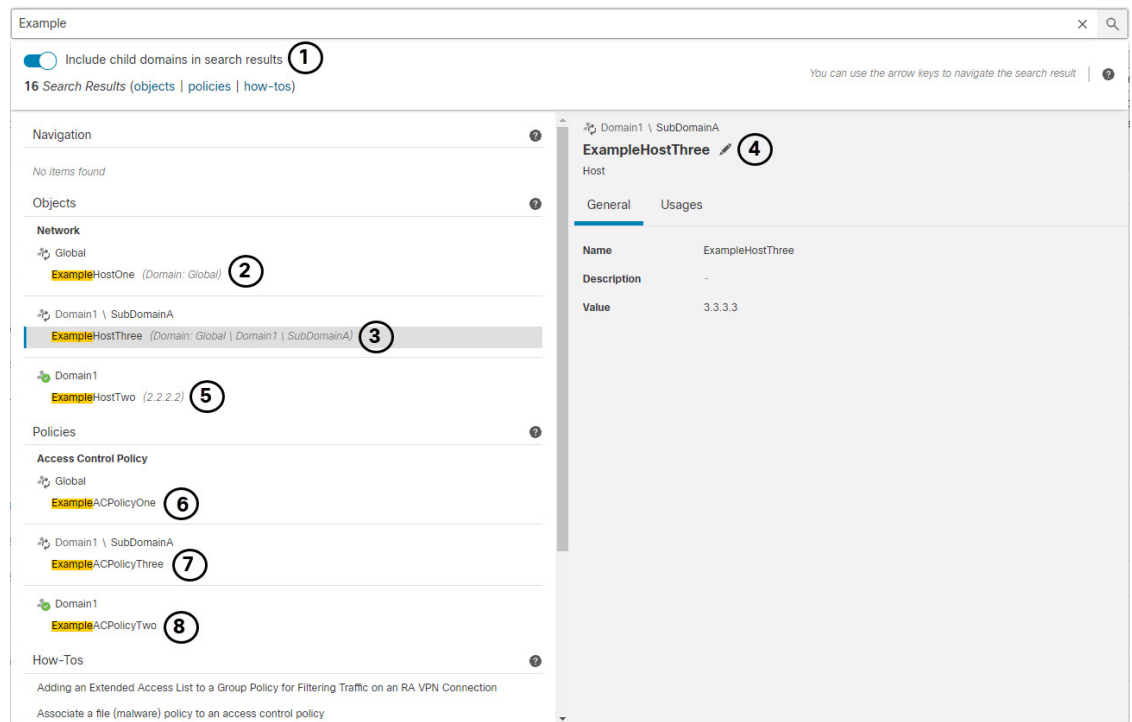 Example
Include child domains in search results 1
16 Search Results (objects | policies | how-tos)
You can use the arrow keys to navigate the search result
Navigation
No items found
Objects
Network
Global
ExampleHostOne (Domain: Global) 2
Domain1 \ SubDomainA
ExampleHostThree (Domain: Global \ Domain1 \ SubDomainA) 3
Domain1
ExampleHostTwo (2.2.2.2) 5
Policies
Access Control Policy
Global
ExampleACPolicyOne 6
Domain1 \ SubDomainA
ExampleACPolicyThree 7
Domain1
ExampleACPolicyTwo 8
How-Tos
Adding an Extended Access List to a Group Policy for Filtering Traffic on an RA VPN Connection
Associate a file (malware) policy to an access control policy
Domain1 \ SubDomainA
ExampleHostThree 4
Host
General Usages
Name ExampleHostThree
Description –
Value 3.3.3.3